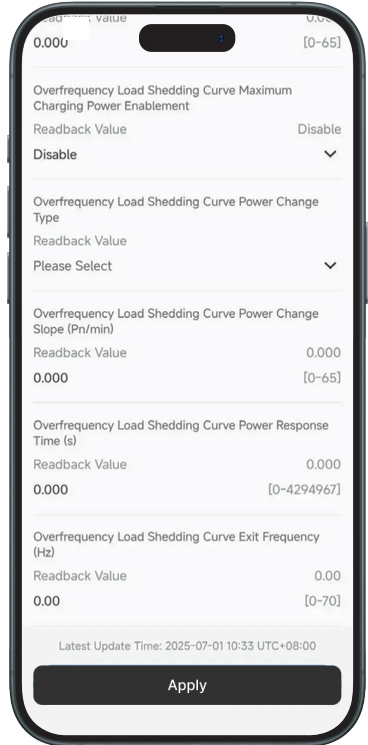 Value
0.000 [0-65]
Overfrequency Load Shedding Curve Maximum
Charging Power Enablement
Readback Value Disable
Disable
Overfrequency Load Shedding Curve Power Change
Type
Readback Value
Please Select
Overfrequency Load Shedding Curve Power Change
Slope (Pn/min)
Readback Value 0.000
0.000 [0-65]
Overfrequency Load Shedding Curve Power Response
Time (s)
Readback Value 0.000
0.000 [0-4294967]
Overfrequency Load Shedding Curve Exit Frequency
(Hz)
Readback Value 0.00
0.00 [0-70]
Latest Update Time: 2025-07-01 10:33 UTC+08:00
Apply